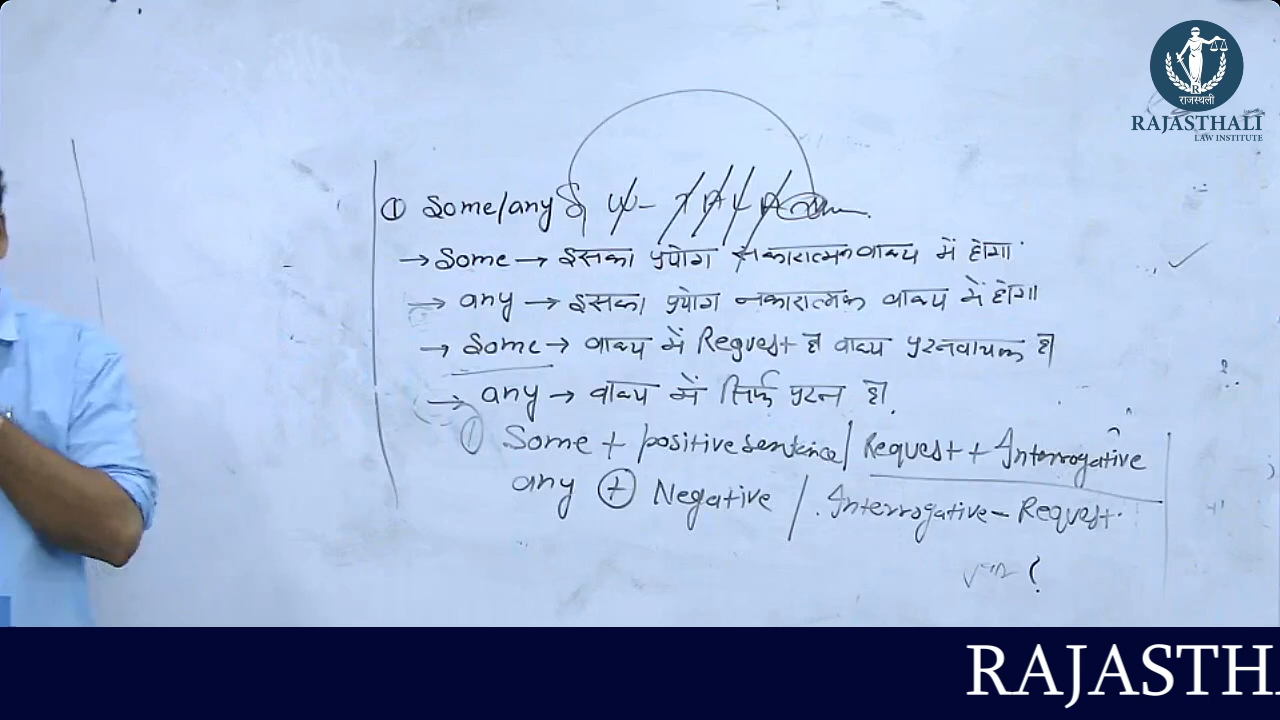 राजस्थली
RAJASTHALI
LAW INSTITUTE
① Some/any
→ Some → इसका प्रयोग सकारात्मक वाक्य में होगा
→ any → इसका प्रयोग नकारात्मक वाक्य में होगा
→ Some → वाक्य में Request हो वाक्य प्रश्नवाचक हो
→ any → वाक्य में सिर्फ प्रश्न हो.
① Some + positive sentence/ Request + Interrogative
any ⊕ Negative / Interrogative - Request.
RAJASTH